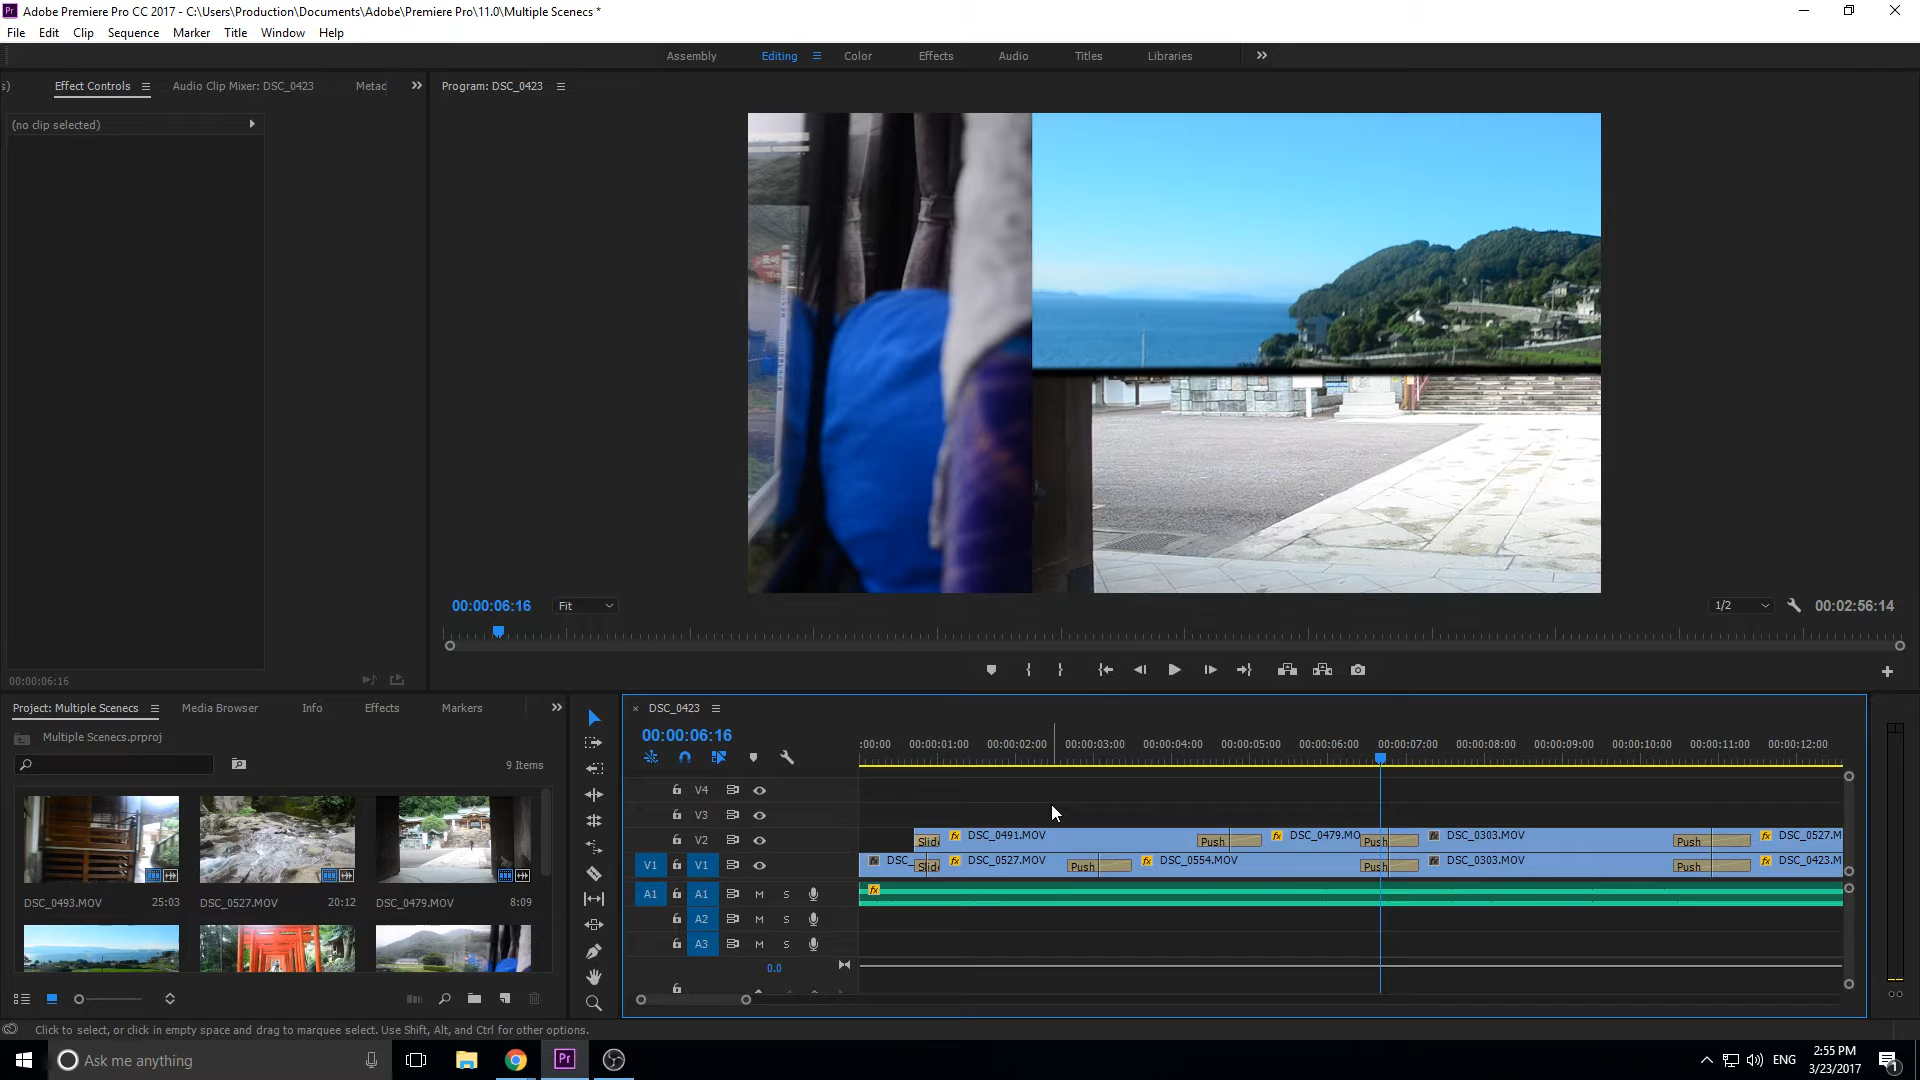 Pr Adobe Premiere Pro CC 2017 - C:\Users\Production\Documents\Adobe\Premiere Pro\11.0\Multiple Scenecs *
File Edit Clip Sequence Marker Title Window Help
Assembly Editing Color Effects Audio Titles Libraries
s) Effect Controls Audio Clip Mixer: DSC_0423 Metad
Program: DSC_0423
(no clip selected)
00:00:06:16 Fit 1/2 00:02:56:14
00:00:06:16
Project: Multiple Scenecs Media Browser Info Effects Markers
Multiple Scenecs.prproj
9 Items
DSC_0493.MOV 25:03
DSC_0527.MOV 20:12
DSC_0479.MOV 8:09
DSC_0423
00:00:06:16
:00:00 00:00:01:00 00:00:02:00 00:00:03:00 00:00:04:00 00:00:05:00 00:00:06:00 00:00:07:00 00:00:08:00 00:00:09:00 00:00:10:00 00:00:11:00 00:00:12:00
V4
V3
V2 Slid fx DSC_0491.MOV Push fx DSC_0479.MO Push fx DSC_0303.MOV Push fx DSC_0527.M
V1 V1 fx DSC_ Slid fx DSC_0527.MOV Push fx DSC_0554.MOV Push fx DSC_0303.MOV Push fx DSC_0423.M
A1 A1 M S fx
A2 M S
A3 M S
0.0
Click to select, or click in empty space and drag to marquee select. Use Shift, Alt, and Ctrl for other options.
Ask me anything
Pr
ENG
2:55 PM
3/23/2017
1